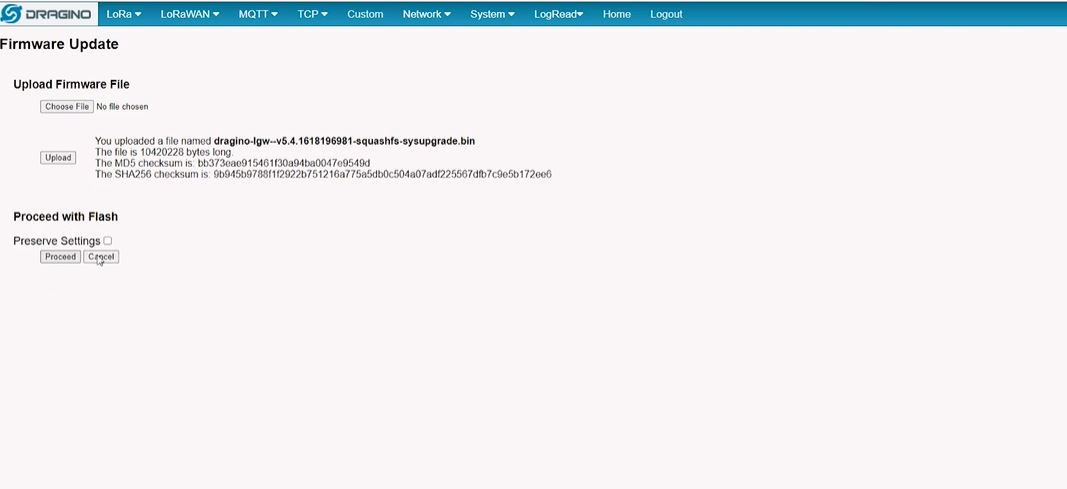 DRAGINO LoRa LoRaWAN MQTT TCP Custom Network System LogRead Home Logout
Firmware Update
Upload Firmware File
Choose File No file chosen
You uploaded a file named dragino-lgw--v5.4.1618196981-squashfs-sysupgrade.bin
The file is 10420228 bytes long.
Upload
The MD5 checksum is: bb373eae915461f30a94ba0047e9549d
The SHA256 checksum is: 9b945b9788f1f2922b751216a775a5db0c504a07adf225567dfb7c9e5b172ee6
Proceed with Flash
Preserve Settings
Proceed Cancel